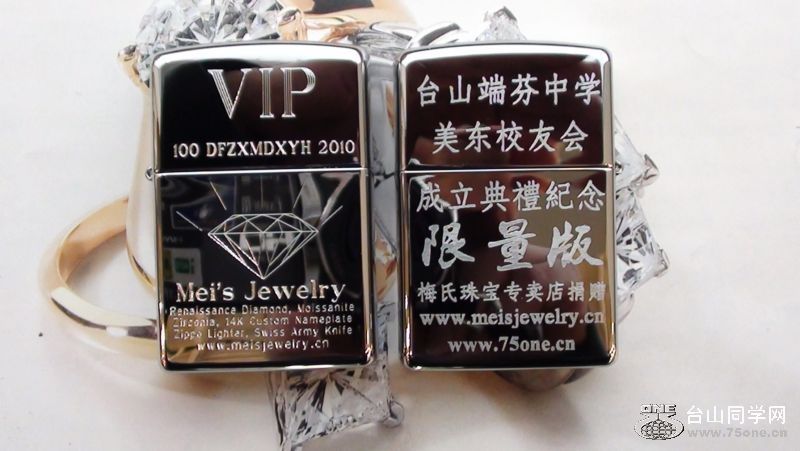 VIP
100 DFZXMDXYH 2010
Mei's Jewelry
Renaissance Diamond, Moissanite
Zirconia, 14K Custom Nameplate
Zippo Lighter, Swiss Army Knife
www.meisjewelry.cn
台山端芬中学
美东校友会
成立典禮紀念
限量版
梅氏珠宝专卖店捐赠
www.meisjewelry.cn
www.75one.cn
ONE
台山同学网
www.75one.cn